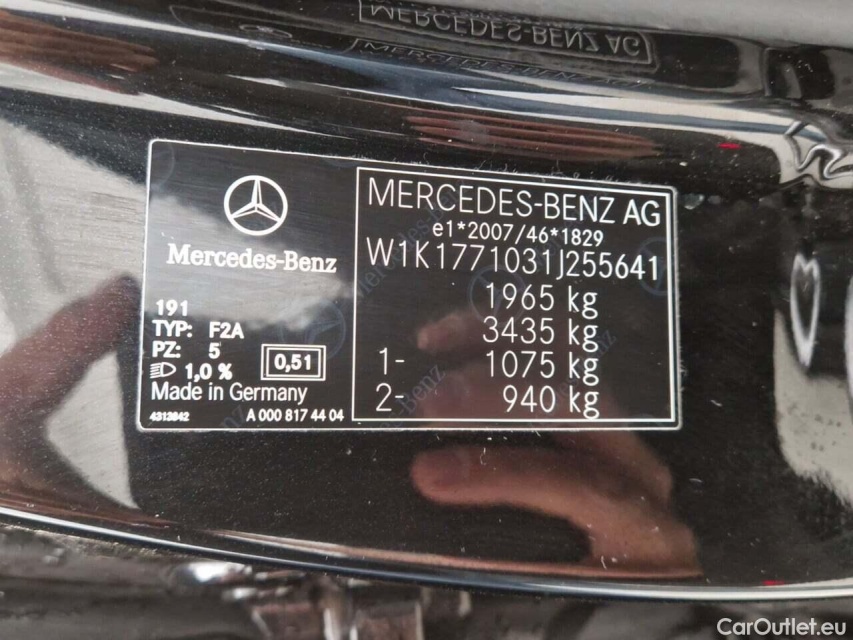 MERCEDES-BENZ AG
MERCEDES-BENZ AG
Mercedes-Benz
191
TYP: F2A
PZ: 5
1,0 %
0,51
Made in Germany
4313842
A 000 817 44 04
MERCEDES-BENZ AG
e1*2007/46*1829
W1K1771031J255641
1965 kg
3435 kg
1- 1075 kg
2- 940 kg
CarOutlet.eu